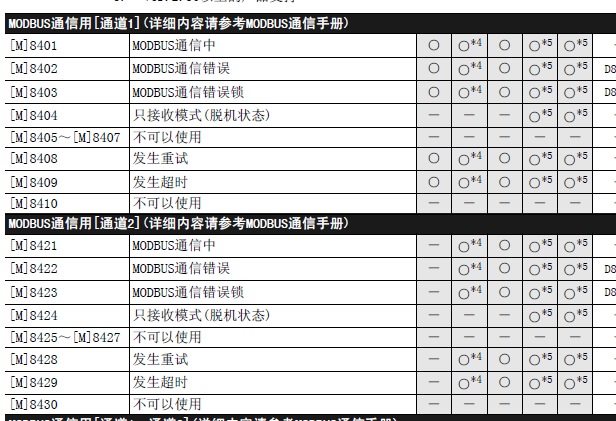 MODBUS通信用[通道1](详细内容请参考MODBUS通信手册)
[M]8401 MODBUS通信中 ○ ○*4 ○ ○*5 ○*5 -
[M]8402 MODBUS通信错误 ○ ○*4 ○ ○*5 ○*5 D8
[M]8403 MODBUS通信错误锁 ○ ○*4 ○ ○*5 ○*5 D8
[M]8404 只接收模式(脱机状态) － － － ○*5 ○*5 -
[M]8405～[M]8407 不可以使用 － － － － －
[M]8408 发生重试 ○ ○*4 ○ ○*5 ○*5 -
[M]8409 发生超时 ○ ○*4 ○ ○*5 ○*5 -
[M]8410 不可以使用 － － － － －
MODBUS通信用[通道2](详细内容请参考MODBUS通信手册)
[M]8421 MODBUS通信中 － ○*4 ○ ○*5 ○*5 -
[M]8422 MODBUS通信错误 － ○*4 ○ ○*5 ○*5 D8
[M]8423 MODBUS通信错误锁 － ○*4 ○ ○*5 ○*5 D8
[M]8424 只接收模式(脱机状态) － － － ○*5 ○*5 -
[M]8425～[M]8427 不可以使用 － － － － －
[M]8428 发生重试 － ○*4 ○ ○*5 ○*5 -
[M]8429 发生超时 － ○*4 ○ ○*5 ○*5 -
[M]8430 不可以使用 － － － － －